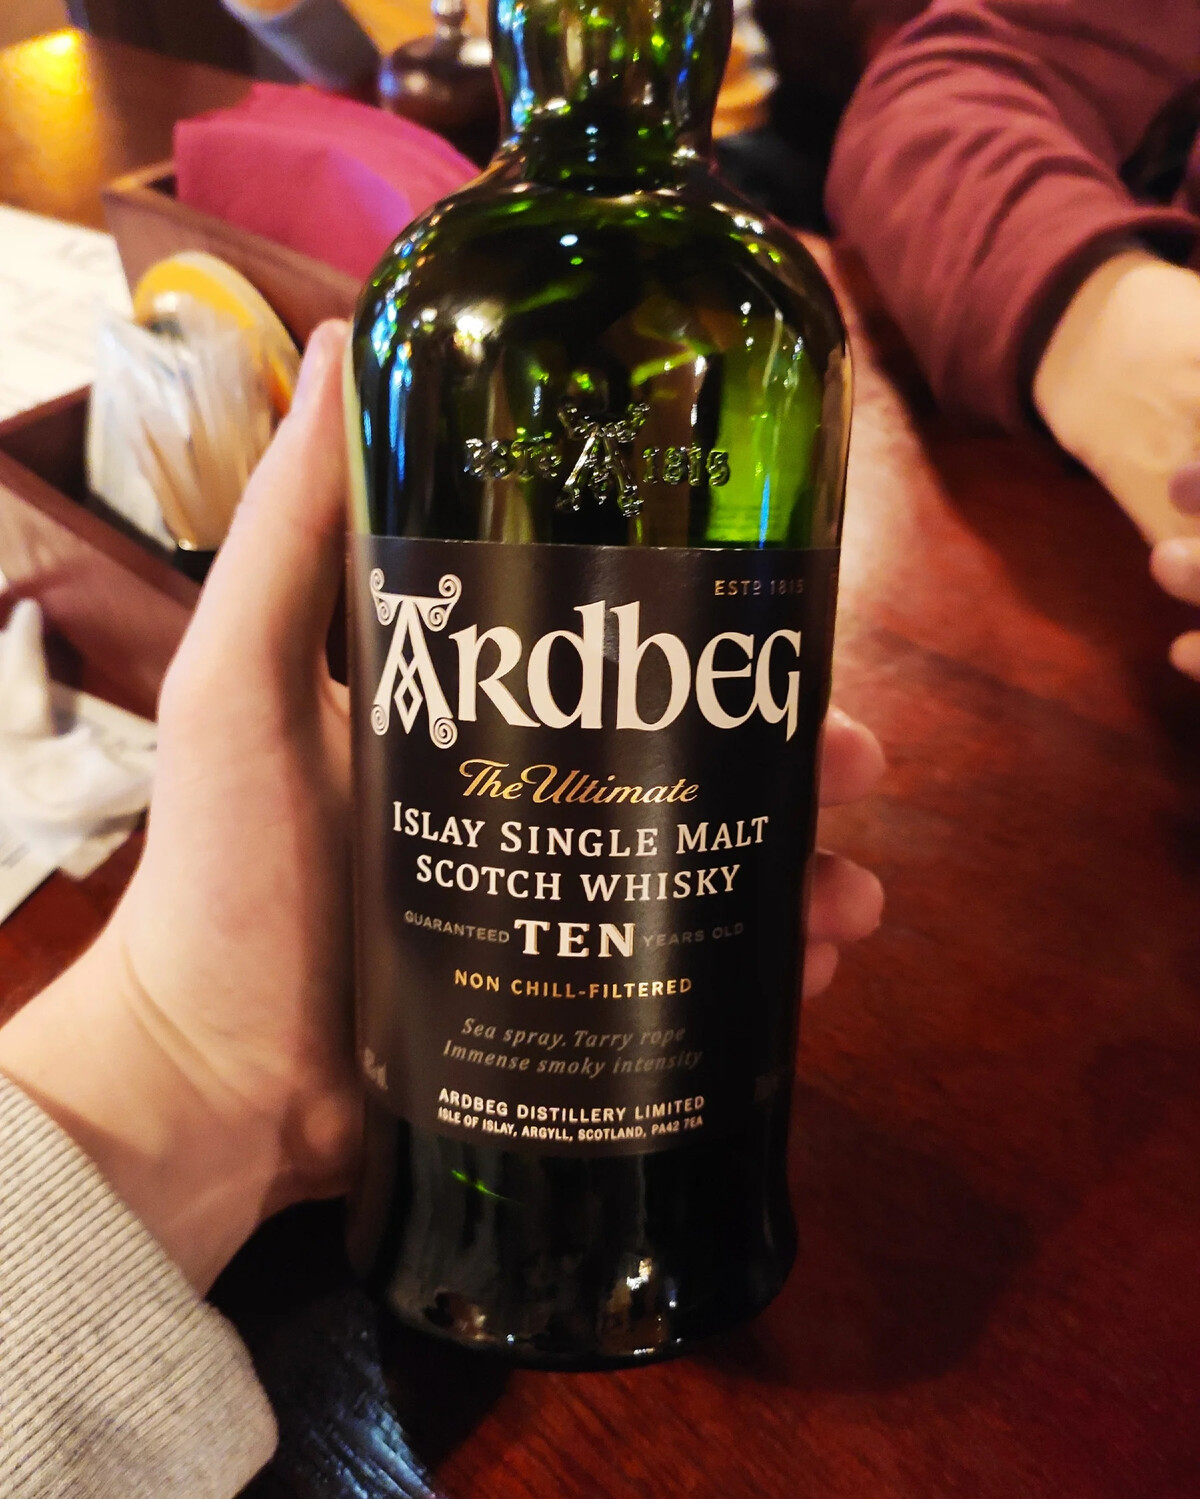 ESTD 1815
ESTD 1815
ARdbEG
The Ultimate
ISLAY SINGLE MALT
SCOTCH WHISKY
GUARANTEED TEN YEARS OLD
NON CHILL-FILTERED
Sea spray, Tarry rope
Immense smoky intensity
ARDBEG DISTILLERY LIMITED
ISLE OF ISLAY, ARGYLL, SCOTLAND, PA42 7EA